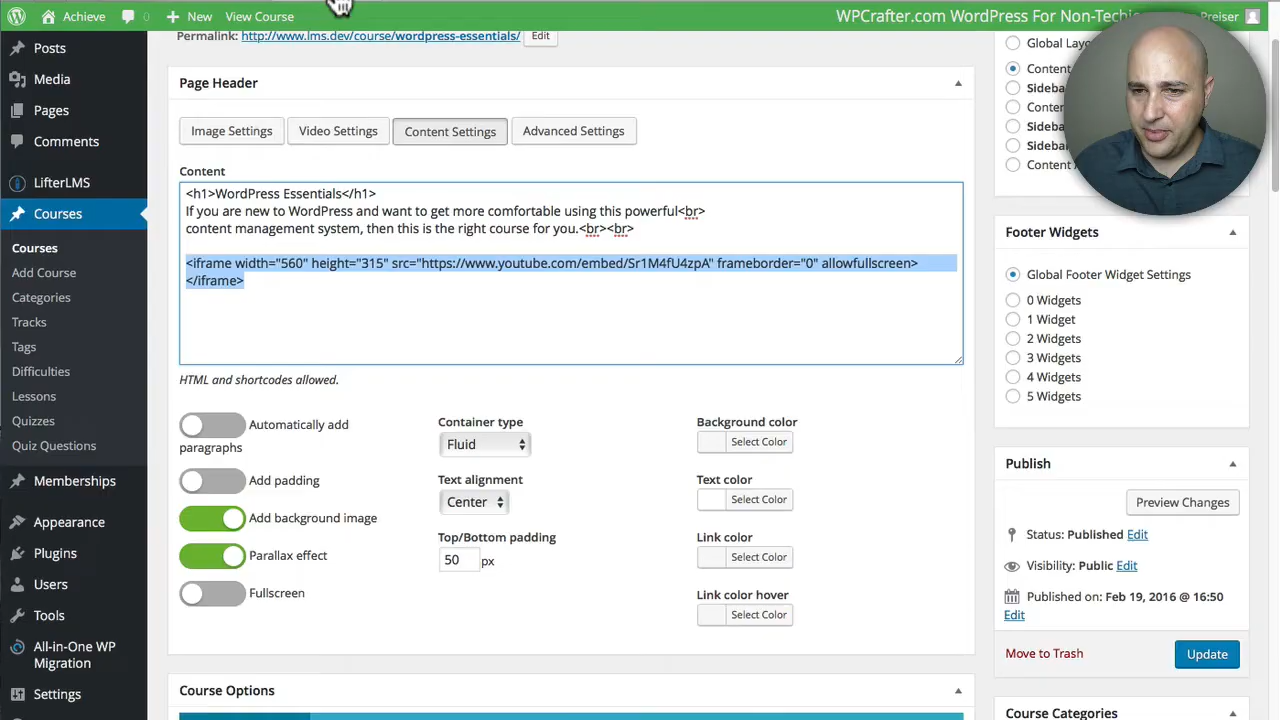 Achieve 0 + New View Course
WPCrafter.com WordPress For Non-Techi
Preiser
Posts
Media
Pages
Comments
LifterLMS
Courses
Courses
Add Course
Categories
Tracks
Tags
Difficulties
Lessons
Quizzes
Quiz Questions
Memberships
Appearance
Plugins
Users
Tools
All-in-One WP
Migration
Settings
Permalink: http://www.lms.dev/course/wordpress-essentials/ Edit
Page Header
Image Settings Video Settings Content Settings Advanced Settings
Content
<h1>WordPress Essentials</h1>
If you are new to WordPress and want to get more comfortable using this powerful<br>
content management system, then this is the right course for you.<br><br>
<iframe width="560" height="315" src="https://www.youtube.com/embed/Sr1M4fU4zpA" frameborder="0" allowfullscreen>
</iframe>
HTML and shortcodes allowed.
Automatically add
paragraphs
Add padding
Add background image
Parallax effect
Fullscreen
Container type
Fluid
Text alignment
Center
Top/Bottom padding
50 px
Background color
Select Color
Text color
Select Color
Link color
Select Color
Link color hover
Select Color
Course Options
Global Lay
Content
Sideba
Conten
Sideba
Sideba
Content
Footer Widgets
Global Footer Widget Settings
0 Widgets
1 Widget
2 Widgets
3 Widgets
4 Widgets
5 Widgets
Publish
Preview Changes
Status: Published Edit
Visibility: Public Edit
Published on: Feb 19, 2016 @ 16:50
Edit
Move to Trash
Update
Course Categories